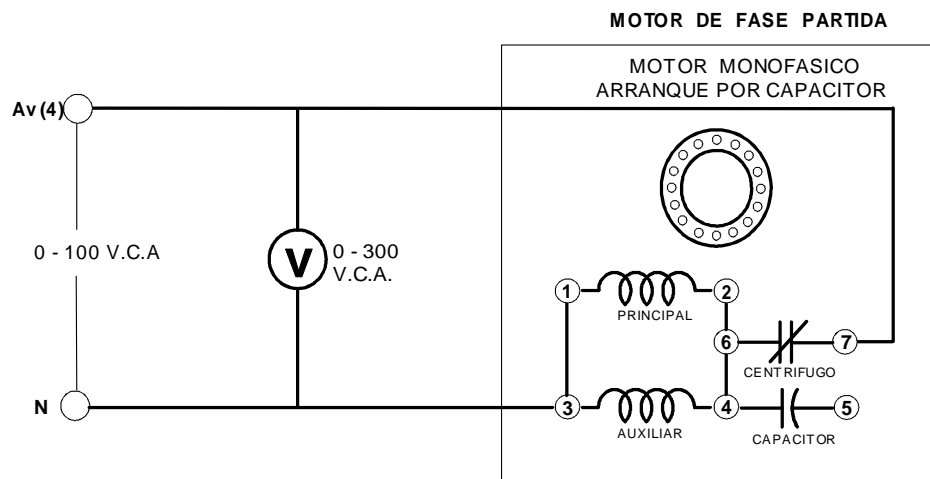 MOTOR DE FASE PARTIDA
MOTOR MONOFASICO
ARRANQUE POR CAPACITOR
Av (4)
0 - 100 V.C.A
V
0 - 300
V.C.A.
1
2
PRINCIPAL
6
7
CENTRIFUGO
N
3
4
5
AUXILIAR
CAPACITOR